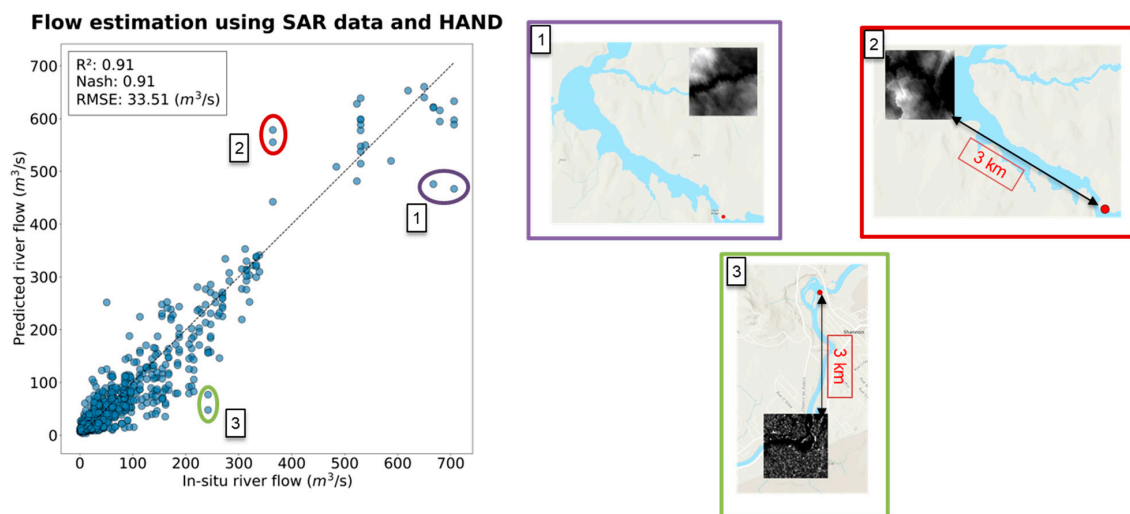 Flow estimation using SAR data and HAND
R²: 0.91
Nash: 0.91
RMSE: 33.51 (m³/s)
Predicted river flow (m³/s)
700
600
500
400
300
200
100
0
0 100 200 300 400 500 600 700
In-situ river flow (m³/s)
2
1
3
1
2
3 km
3
Shannon
3 km